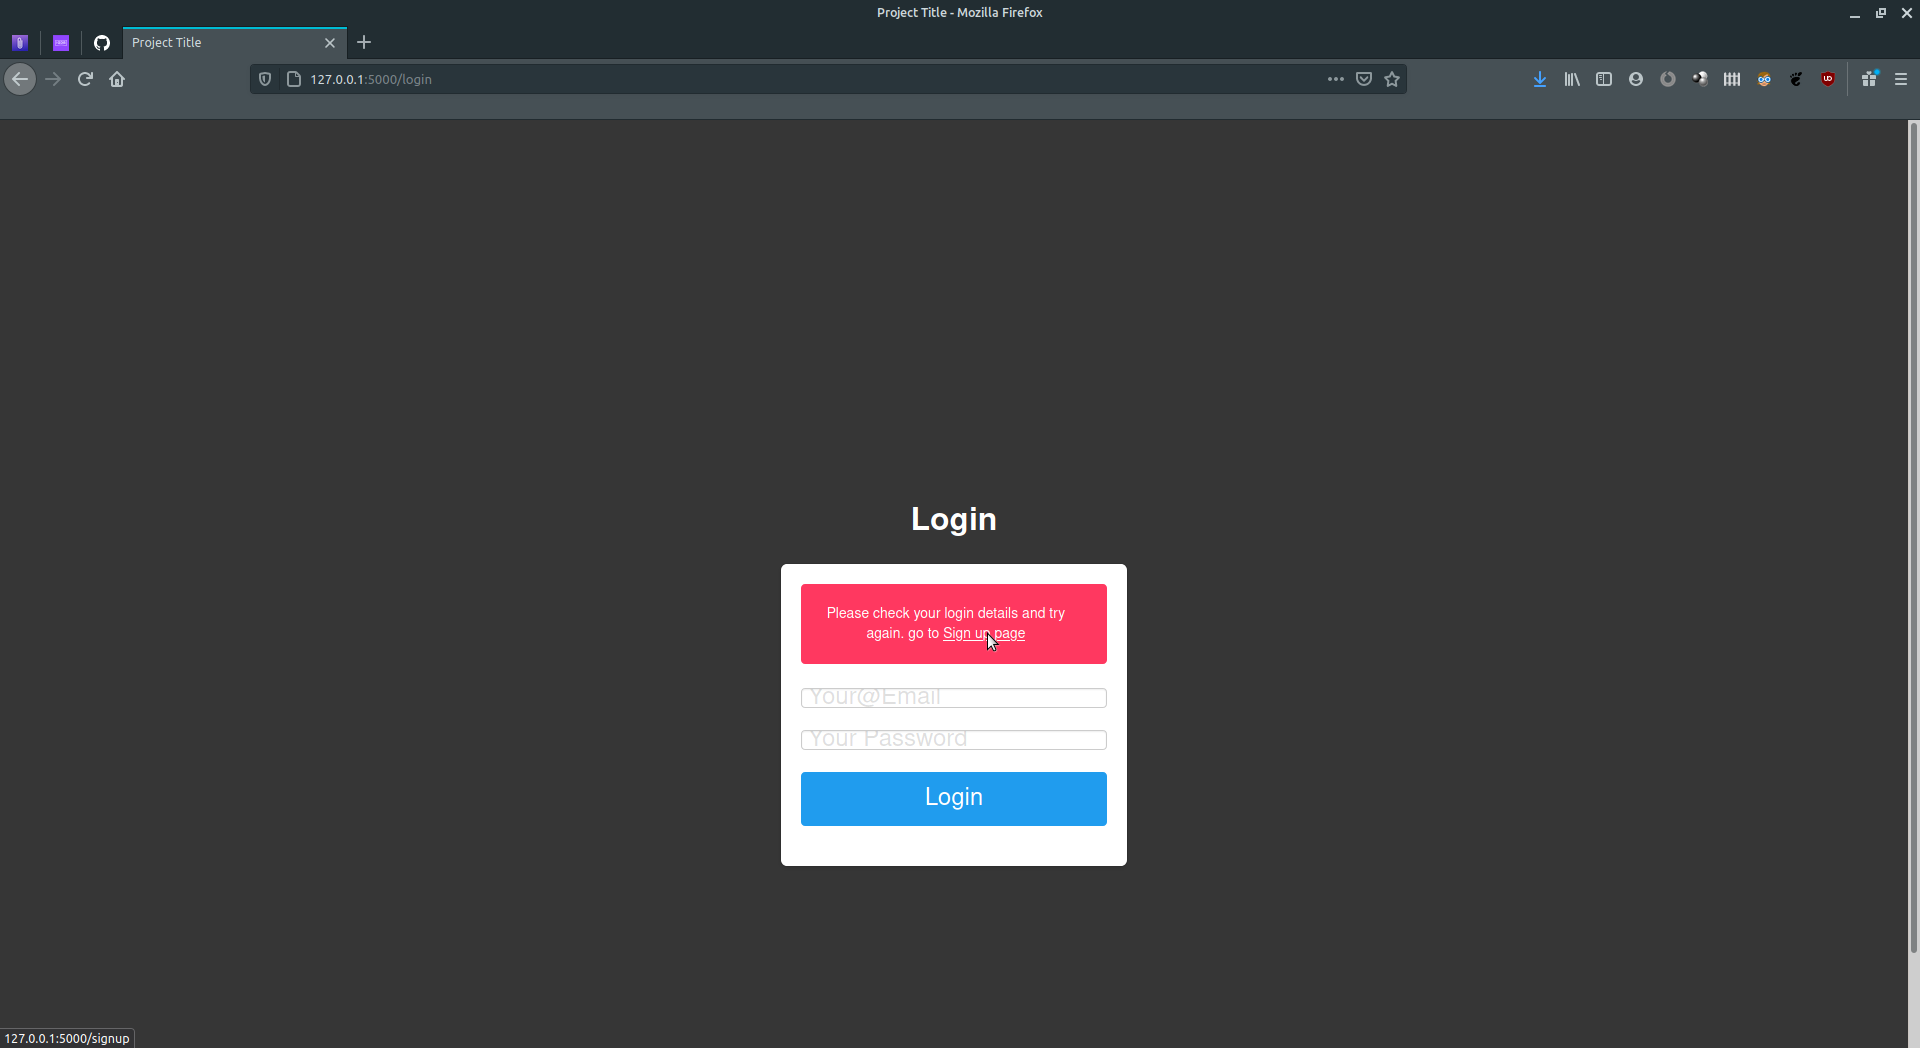 Project Title - Mozilla Firefox
Project Title
127.0.0.1:5000/login
Login
Please check your login details and try
again. go to Sign up page
Your@Email
Your Password
Login
127.0.0.1:5000/signup